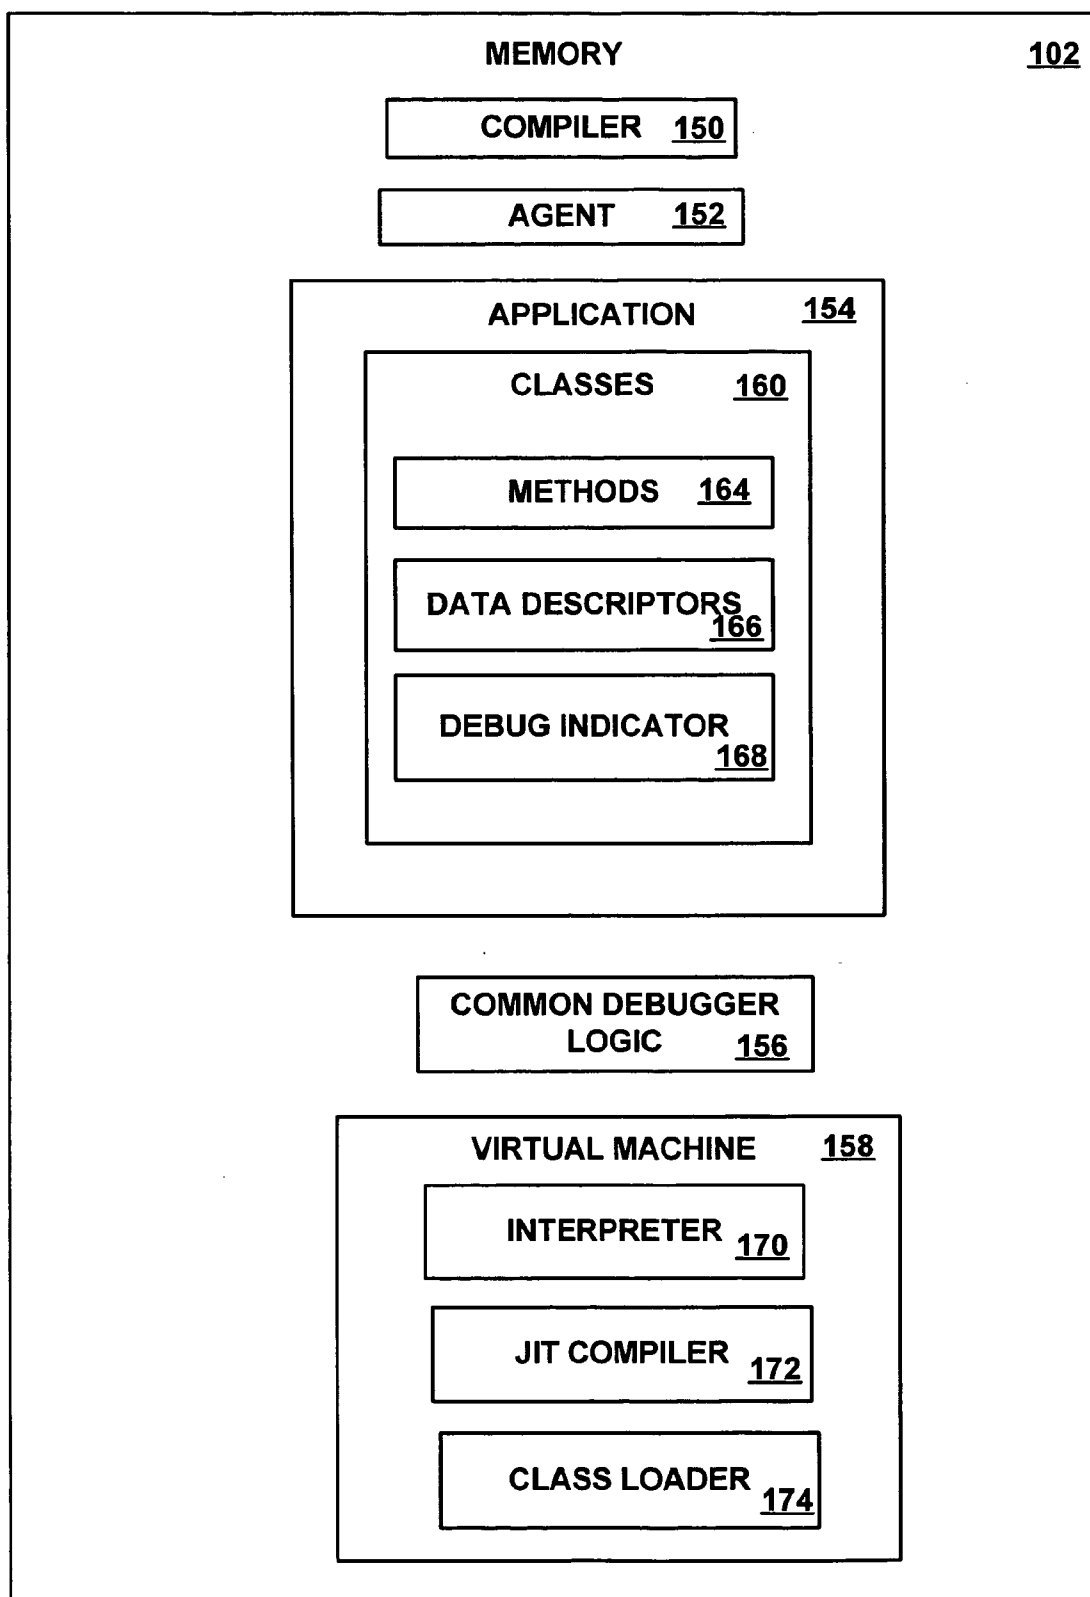 MEMORY 102
COMPILER 150
AGENT 152
APPLICATION 154
CLASSES 160
METHODS 164
DATA DESCRIPTORS
166
DEBUG INDICATOR
168
COMMON DEBUGGER
LOGIC 156
VIRTUAL MACHINE 158
INTERPRETER 170
JIT COMPILER 172
CLASS LOADER 174